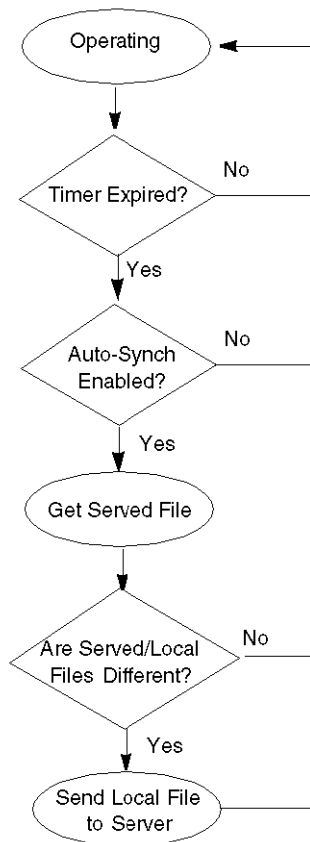 Operating
Timer Expired?
No
Yes
Auto-Synch
Enabled?
No
Yes
Get Served File
Are Served/Local
Files Different?
No
Yes
Send Local File
to Server